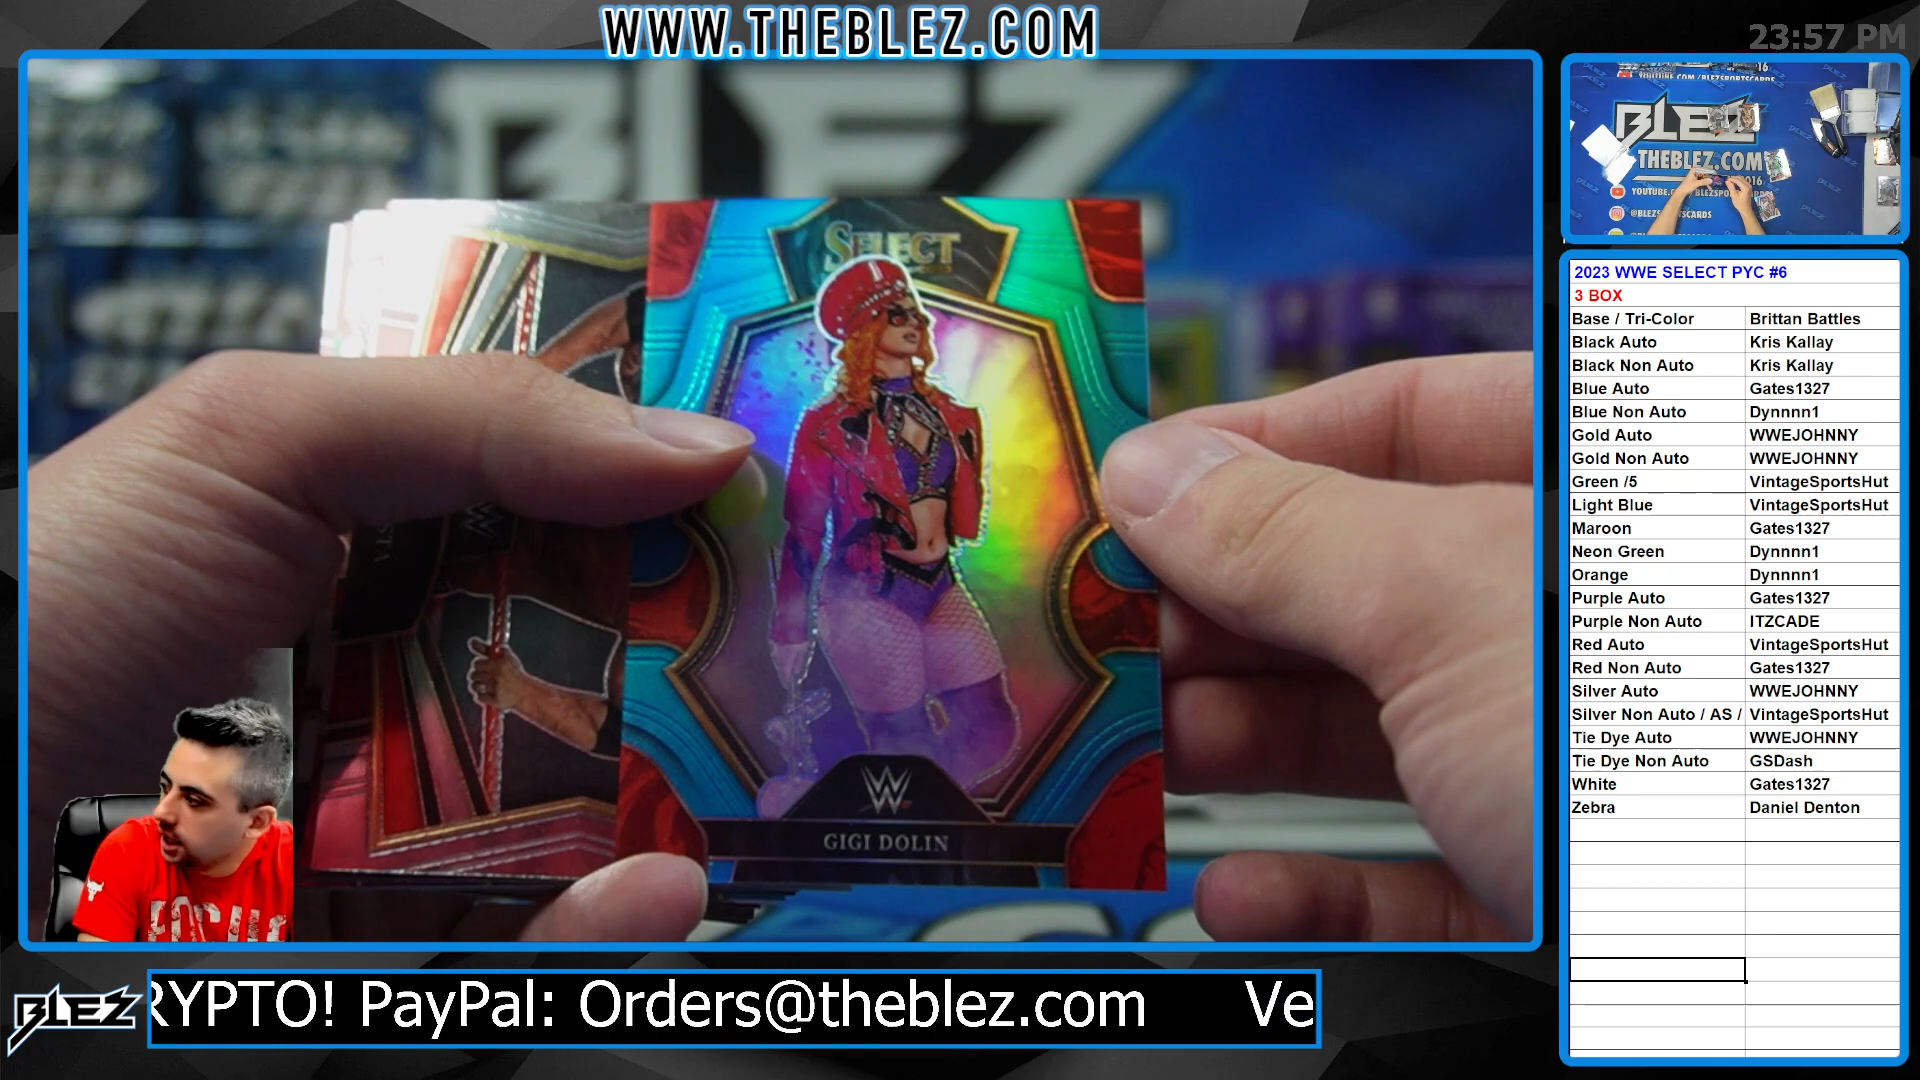 WWW.THEBLEZ.COM
23:57 PM
BLEZ
SELECT
GIGI DOLIN
BLEZ
THEBLEZ.COM
2023 WWE SELECT PYC #6
3 BOX
Base / Tri-Color Brittan Battles
Black Auto Kris Kallay
Black Non Auto Kris Kallay
Blue Auto Gates1327
Blue Non Auto Dynnnn1
Gold Auto WWEJOHNNY
Gold Non Auto WWEJOHNNY
Green /5 VintageSportsHut
Light Blue VintageSportsHut
Maroon Gates1327
Neon Green Dynnnn1
Orange Dynnnn1
Purple Auto Gates1327
Purple Non Auto ITZCADE
Red Auto VintageSportsHut
Red Non Auto Gates1327
Silver Auto WWEJOHNNY
Silver Non Auto / AS / VintageSportsHut
Tie Dye Auto WWEJOHNNY
Tie Dye Non Auto GSDash
White Gates1327
Zebra Daniel Denton
BLEZ
RYPTO! PayPal: Orders@theblez.com Ve